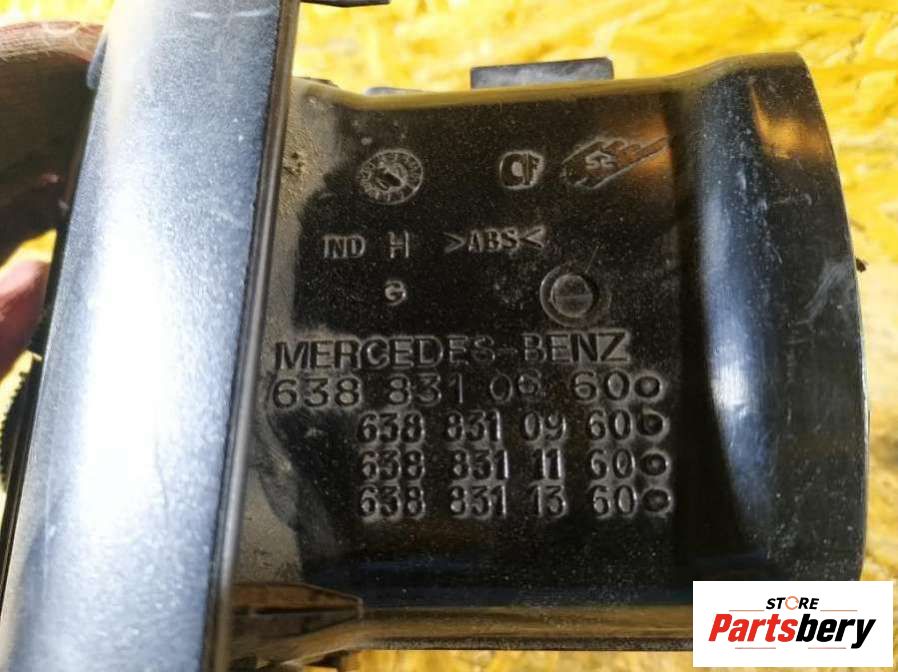 IND H >ABS<
G
MERCEDES-BENZ
638 831 06 60
638 831 09 60
638 831 11 60
638 831 13 60
STORE
Partsbery